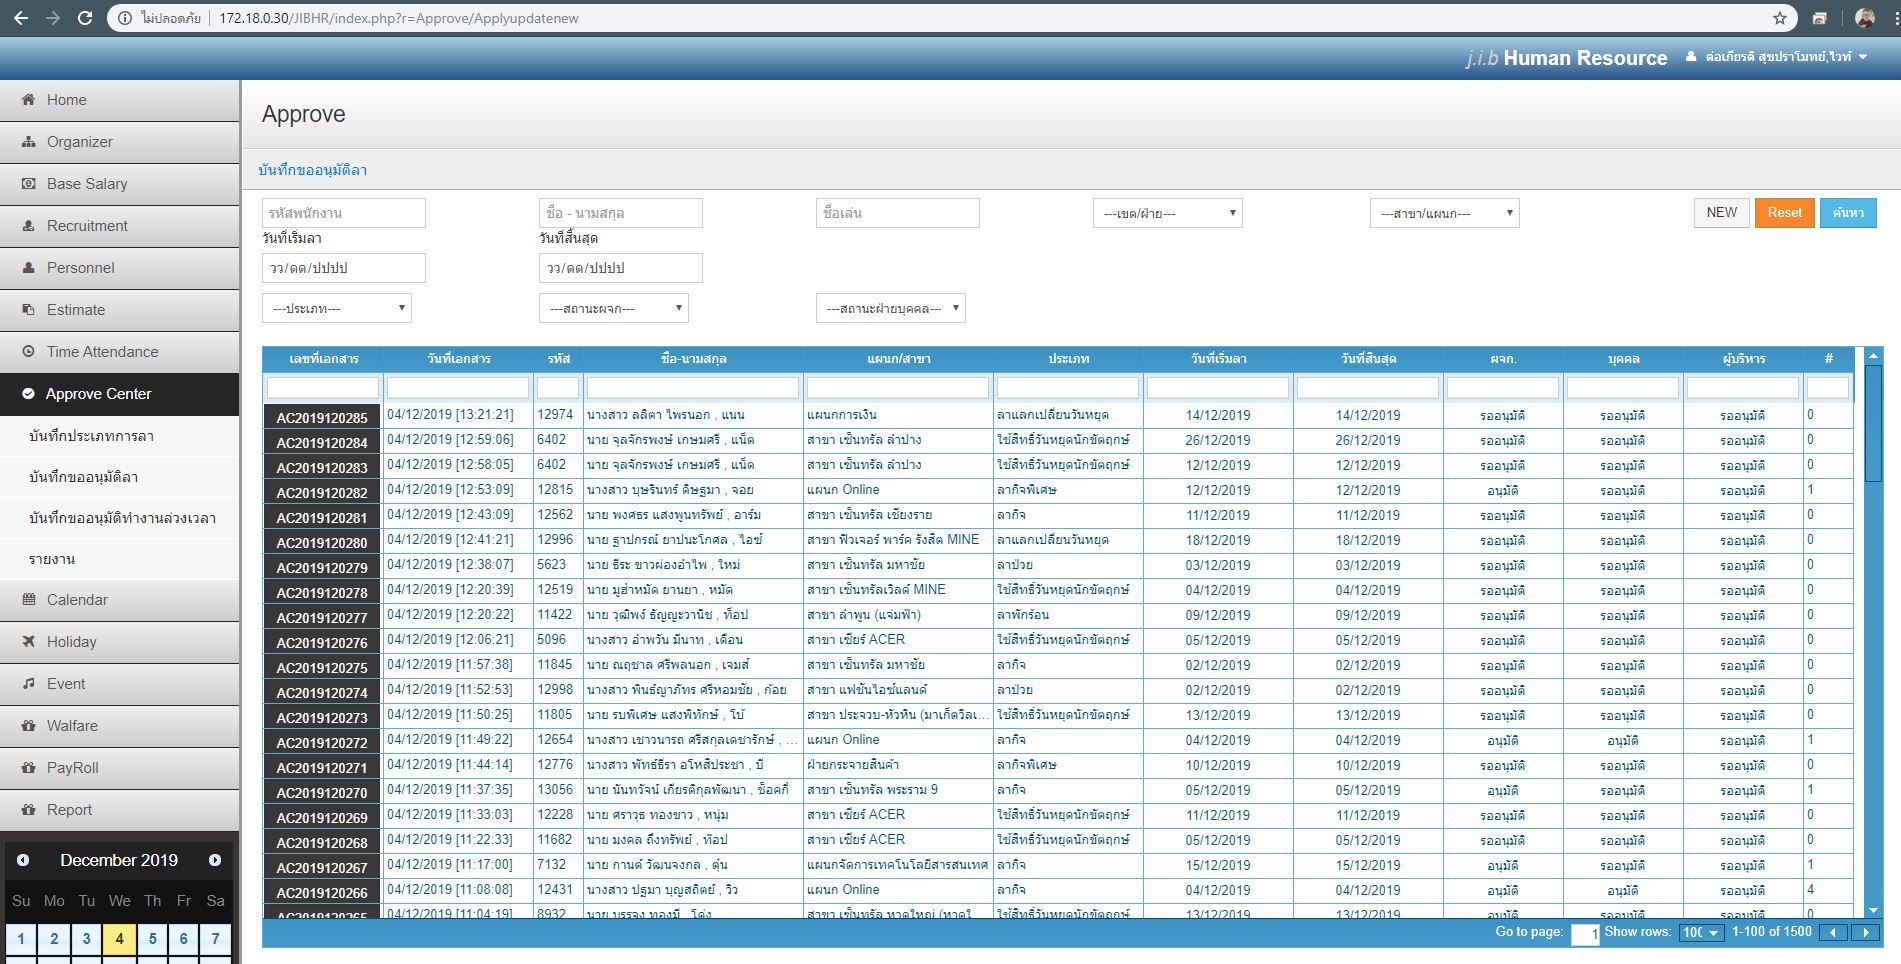 ไม่ปลอดภัย 172.18.0.30/JIBHR/index.php?r=Approve/Applyupdatenew
j.i.b Human Resource ต่อเกียรติ สุขปราโมทย์,ไวท์
Home
Organizer
Base Salary
Recruitment
Personnel
Estimate
Time Attendance
Approve Center
บันทึกประเภทการลา
บันทึกขออนุมัติลา
บันทึกขออนุมัติทำงานล่วงเวลา
รายงาน
Calendar
Holiday
Event
Walfare
PayRoll
Report
December 2019
Su Mo Tu We Th Fr Sa
1 2 3 4 5 6 7
Approve
บันทึกขออนุมัติลา
รหัสพนักงาน ชื่อ - นามสกุล ชื่อเล่น ---เขต/ฝ่าย--- ---สาขา/แผนก--- NEW Reset ค้นหา
วันที่เริ่มลา วันที่สิ้นสุด
วว/ดด/ปปปป วว/ดด/ปปปป
---ประเภท--- ---สถานะผจก--- ---สถานะฝ่ายบุคคล---
เลขที่เอกสาร วันที่เอกสาร รหัส ชื่อ-นามสกุล แผนก/สาขา ประเภท วันที่เริ่มลา วันที่สิ้นสุด ผจก. บุคคล ผู้บริหาร #
AC2019120285 04/12/2019 [13:21:21] 12974 นางสาว ลลิตา ไพรนอก , แนน แผนกการเงิน ลาแลกเปลี่ยนวันหยุด 14/12/2019 14/12/2019 รออนุมัติ รออนุมัติ รออนุมัติ 0
AC2019120284 04/12/2019 [12:59:06] 6402 นาย จุลจักรพงษ์ เกษมศรี , แน็ต สาขา เซ็นทรัล ลำปาง ใช้สิทธิ์วันหยุดนักขัตฤกษ์ 26/12/2019 26/12/2019 รออนุมัติ รออนุมัติ รออนุมัติ 0
AC2019120283 04/12/2019 [12:58:05] 6402 นาย จุลจักรพงษ์ เกษมศรี , แน็ต สาขา เซ็นทรัล ลำปาง ใช้สิทธิ์วันหยุดนักขัตฤกษ์ 12/12/2019 12/12/2019 รออนุมัติ รออนุมัติ รออนุมัติ 0
AC2019120282 04/12/2019 [12:53:09] 12815 นางสาว บุษรินทร์ ดิษฐมา , จอย แผนก Online ลากิจพิเศษ 12/12/2019 12/12/2019 อนุมัติ รออนุมัติ รออนุมัติ 1
AC2019120281 04/12/2019 [12:43:09] 12562 นาย พงศธร แสงพูนทรัพย์ , อาร์ม สาขา เซ็นทรัล เชียงราย ลากิจ 11/12/2019 11/12/2019 รออนุมัติ รออนุมัติ รออนุมัติ 0
AC2019120280 04/12/2019 [12:41:21] 12996 นาย ฐาปกรณ์ ยาปนะโกศล , ไอซ์ สาขา ฟิวเจอร์ พาร์ค รังสิต MINE ลาแลกเปลี่ยนวันหยุด 18/12/2019 18/12/2019 รออนุมัติ รออนุมัติ รออนุมัติ 0
AC2019120279 04/12/2019 [12:38:07] 5623 นาย ธีระ ขาวผ่องอำไพ , ใหม่ สาขา เซ็นทรัล มหาชัย ลาป่วย 03/12/2019 03/12/2019 รออนุมัติ รออนุมัติ รออนุมัติ 0
AC2019120278 04/12/2019 [12:20:39] 12519 นาย มูฮำหมัด ยานยา , หมัด สาขา เซ็นทรัลเวิลด์ MINE ใช้สิทธิ์วันหยุดนักขัตฤกษ์ 04/12/2019 04/12/2019 รออนุมัติ รออนุมัติ รออนุมัติ 0
AC2019120277 04/12/2019 [12:20:22] 11422 นาย วุฒิพงษ์ ธัญญะวานิช , ท็อป สาขา ลำพูน (แจ่มฟ้า) ลาพักร้อน 09/12/2019 09/12/2019 รออนุมัติ รออนุมัติ รออนุมัติ 0
AC2019120276 04/12/2019 [12:06:21] 5096 นางสาว อำพวัน มีนาท , เดือน สาขา เซียร์ ACER ใช้สิทธิ์วันหยุดนักขัตฤกษ์ 05/12/2019 05/12/2019 รออนุมัติ รออนุมัติ รออนุมัติ 0
AC2019120275 04/12/2019 [11:57:38] 11845 นาย ณฤชาล ศรีพลนอก , เจมส์ สาขา เซ็นทรัล มหาชัย ลากิจ 02/12/2019 02/12/2019 รออนุมัติ รออนุมัติ รออนุมัติ 0
AC2019120274 04/12/2019 [11:52:53] 12998 นางสาว พินธ์ญาภัทร ศรีหอมชัย , ก้อย สาขา แฟชั่นไอซ์แลนด์ ลาป่วย 02/12/2019 02/12/2019 รออนุมัติ รออนุมัติ รออนุมัติ 0
AC2019120273 04/12/2019 [11:50:25] 11805 นาย รบพิเศษ แสงพิทักษ์ , โบ้ สาขา ประจวบ-หัวหิน (มาเก็ตวิลเ... ใช้สิทธิ์วันหยุดนักขัตฤกษ์ 13/12/2019 13/12/2019 รออนุมัติ รออนุมัติ รออนุมัติ 0
AC2019120272 04/12/2019 [11:49:22] 12654 นางสาว เชาวนารถ ศรีสกุลเดชารักษ์ , ... แผนก Online ลากิจ 04/12/2019 04/12/2019 อนุมัติ อนุมัติ รออนุมัติ 1
AC2019120271 04/12/2019 [11:44:14] 12776 นางสาว พัทธ์ธีรา อโหสิประชา , บี ฝ่ายกระจายสินค้า ลากิจพิเศษ 10/12/2019 10/12/2019 รออนุมัติ รออนุมัติ รออนุมัติ 0
AC2019120270 04/12/2019 [11:37:35] 13056 นาย นันทวัจน์ เกียรติกุลพัฒนา , ช็อคกี้ สาขา เซ็นทรัล พระราม 9 ลากิจ 05/12/2019 05/12/2019 อนุมัติ รออนุมัติ รออนุมัติ 1
AC2019120269 04/12/2019 [11:33:03] 12228 นาย ศราวุธ ทองขาว , หนุ่ม สาขา เซียร์ ACER ใช้สิทธิ์วันหยุดนักขัตฤกษ์ 11/12/2019 11/12/2019 รออนุมัติ รออนุมัติ รออนุมัติ 0
AC2019120268 04/12/2019 [11:22:33] 11682 นาย มงคล ถึงทรัพย์ , ท๊อป สาขา เซียร์ ACER ใช้สิทธิ์วันหยุดนักขัตฤกษ์ 05/12/2019 05/12/2019 รออนุมัติ รออนุมัติ รออนุมัติ 0
AC2019120267 04/12/2019 [11:17:00] 7132 นาย กานต์ วัฒนจงกล , ตุ่น แผนกจัดการเทคโนโลยีสารสนเทศ ลากิจ 15/12/2019 15/12/2019 อนุมัติ รออนุมัติ รออนุมัติ 1
AC2019120266 04/12/2019 [11:08:08] 12431 นางสาว ปฐมา บุญสถิตย์ , วิว แผนก Online ลากิจ 04/12/2019 04/12/2019 อนุมัติ อนุมัติ รออนุมัติ 4
AC2019120265 04/12/2019 [11:04:19] 8932 นาย บรรจง ทองมี , โด่ง สาขา เซ็นทรัล หาดใหญ่ ใช้สิทธิ์วันหยุดนักขัตฤกษ์ 13/12/2019 13/12/2019 อนุมัติ รออนุมัติ รออนุมัติ 0
Go to page: 1 Show rows: 100 1-100 of 1500